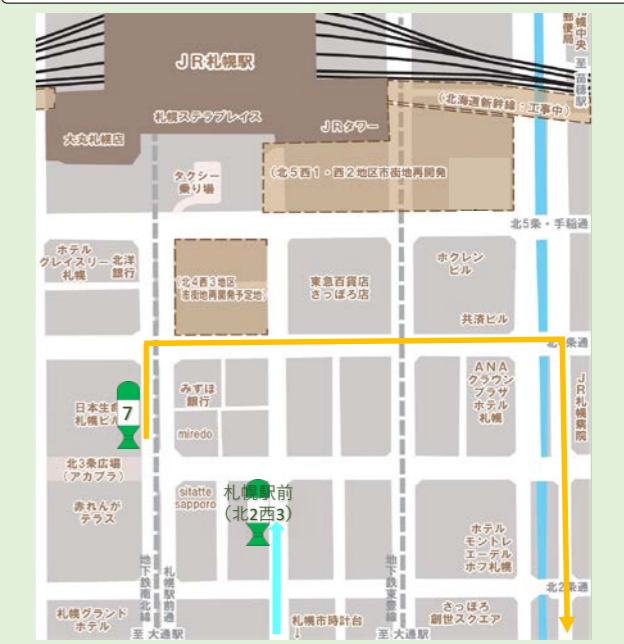 札幌中央
郵便局
至 苗穂駅
JR札幌駅
(北海道新幹線:工事中)
札幌ステラプレイス
JRタワー
大丸札幌店
タクシー
乗り場
(北5西1・西2地区市街地再開発
北5条・手稲通
ホテル
グレイスリー
札幌
北洋
銀行
(北4西3地区
市街地再開発予定地)
東急百貨店
さっぽろ店
ホクレン
ビル
共済ビル
条通
みずほ
銀行
miredo
ANA
クラウン
プラザ
ホテル
札幌
JR札幌病院
7
日本生命
札幌ビル
北3条広場
(アカプラ)
赤れんが
テラス
sitatte
sapporo
札幌駅前
(北2西3)
ホテル
モントレ
エーデル
ホフ札幌
地下鉄南北線
札幌駅前通
地下鉄東豊線
北2条通
札幌グランド
ホテル
至 大通駅
札幌市時計台
↓
至 大通駅
さっぽろ
創世スクエア